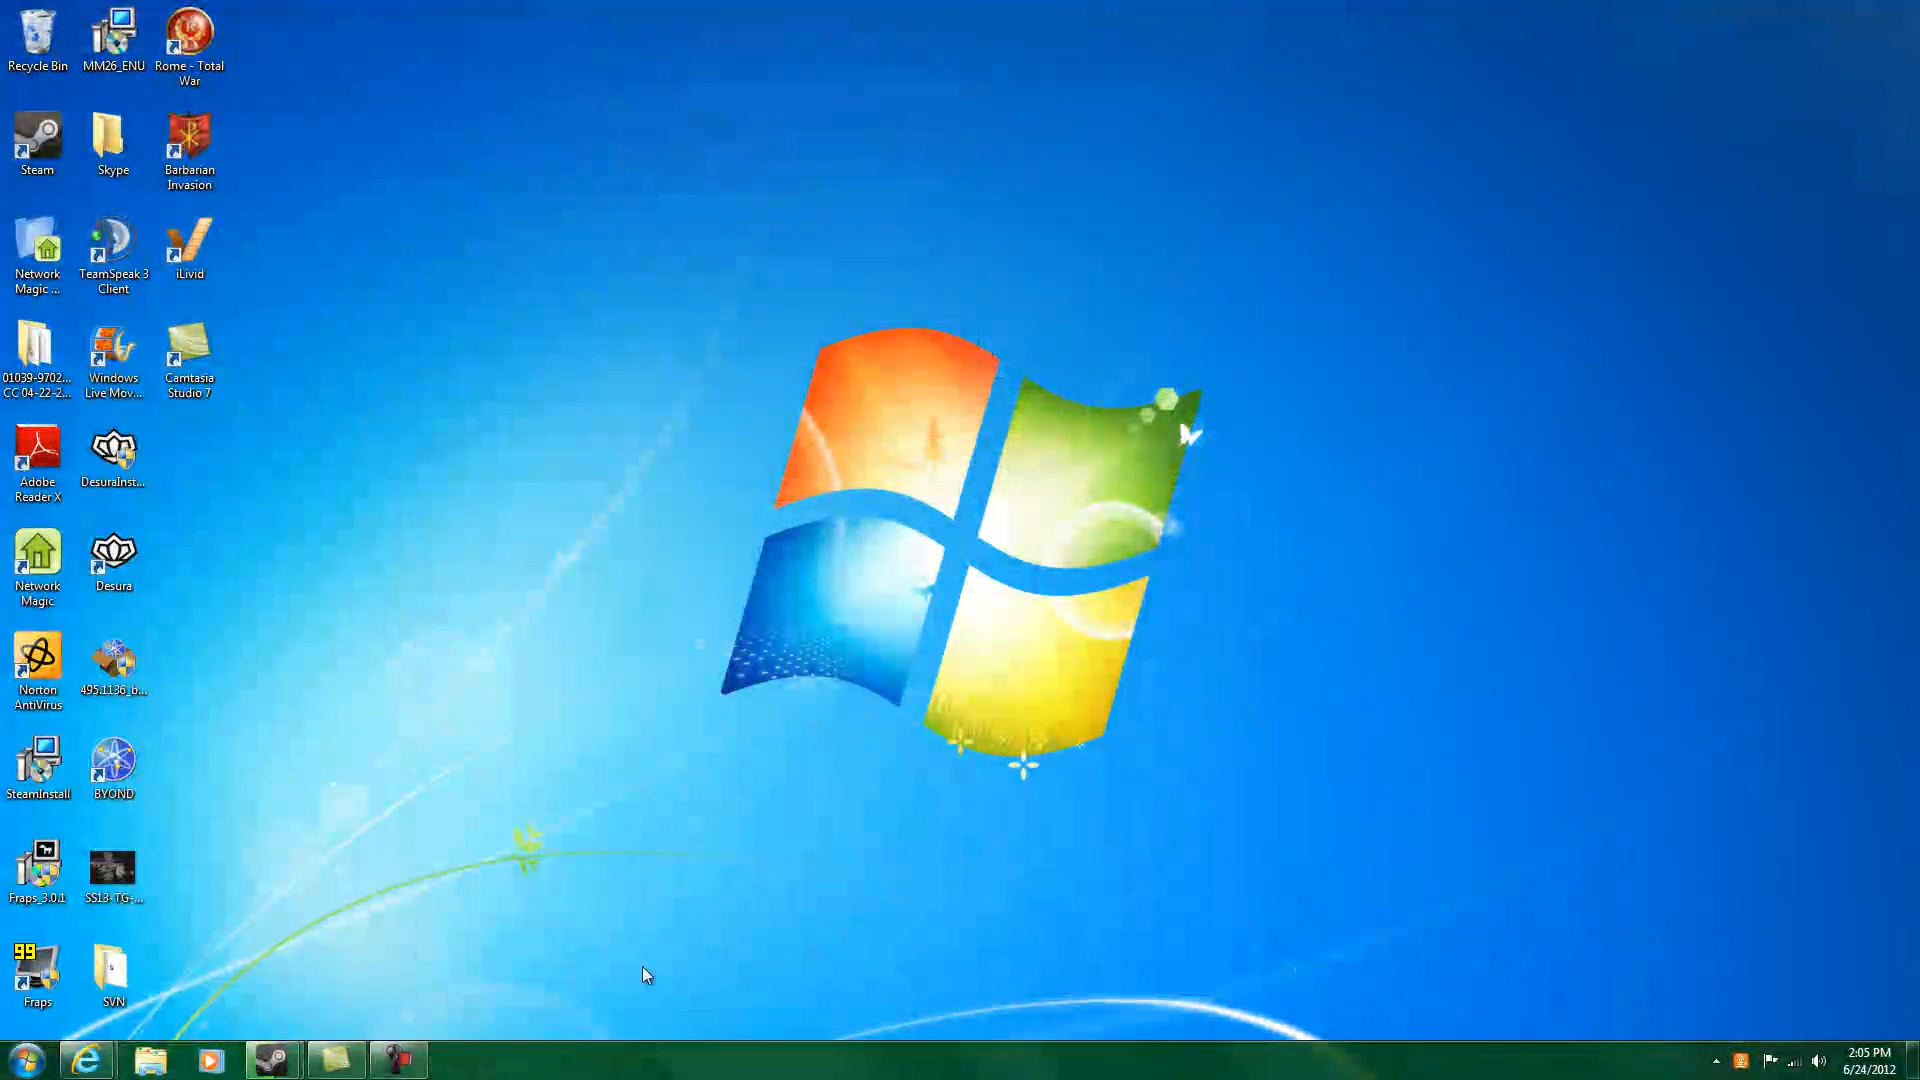 Recycle Bin
MM26_ENU
Rome - Total
War
Steam
Skype
Barbarian
Invasion
Network
Magic ...
TeamSpeak 3
Client
iLivid
01039-9702...
CC 04-22-2...
Windows
Live Mov...
Camtasia
Studio 7
Adobe
Reader X
DesuraInst...
Network
Magic
Desura
Norton
AntiVirus
495.1136_b...
SteamInstall
BYOND
Fraps_3.0.1
SS13-TG-...
99
Fraps
SVN
2:05 PM
6/24/2012